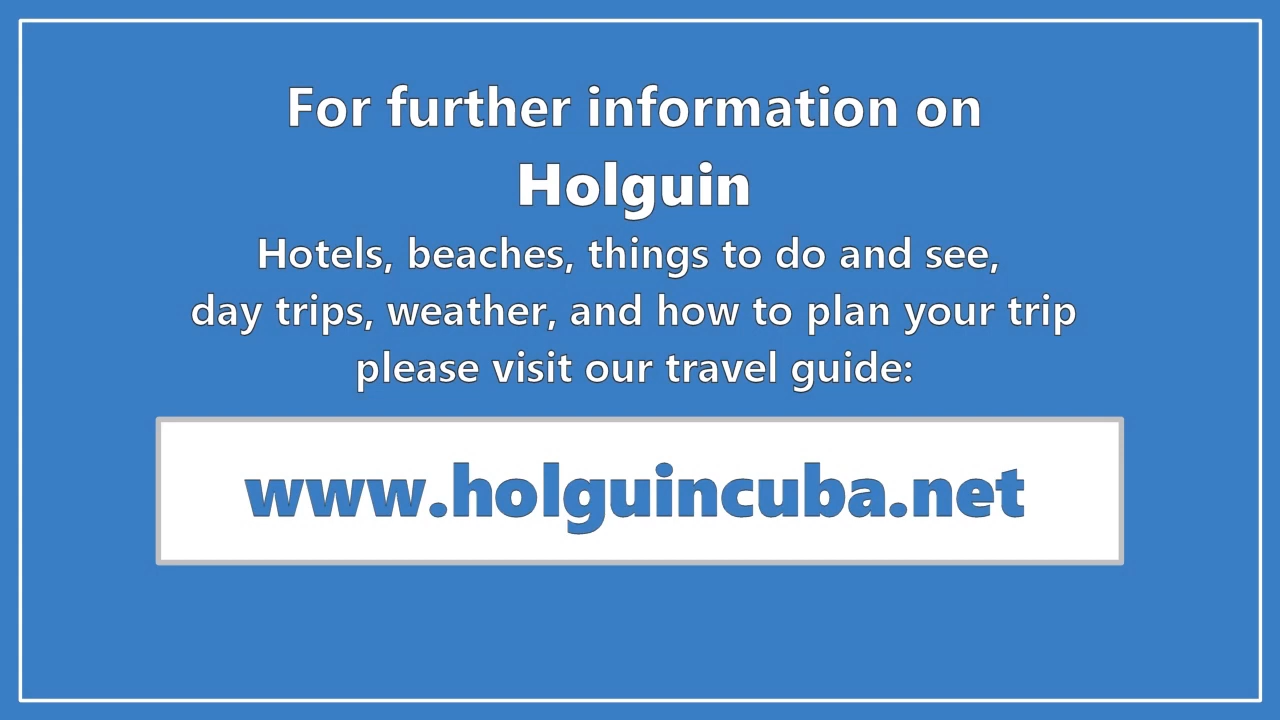 For further information on
Holguin
Hotels, beaches, things to do and see,
day trips, weather, and how to plan your trip
please visit our travel guide:
www.holguincuba.net